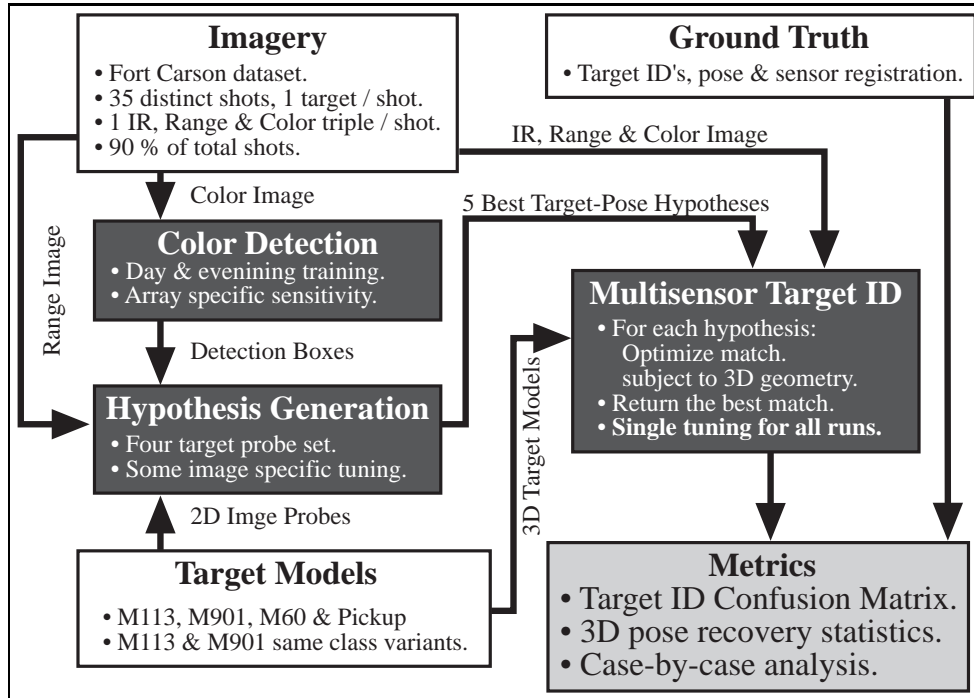 Imagery
• Fort Carson dataset.
• 35 distinct shots, 1 target / shot.
• 1 IR, Range & Color triple / shot.
• 90 % of total shots.
Ground Truth
• Target ID's, pose & sensor registration.
IR, Range & Color Image
Color Image
5 Best Target-Pose Hypotheses
Range Image
Color Detection
• Day & evenining training.
• Array specific sensitivity.
Multisensor Target ID
• For each hypothesis:
Optimize match.
subject to 3D geometry.
• Return the best match.
• Single tuning for all runs.
Detection Boxes
Hypothesis Generation
• Four target probe set.
• Some image specific tuning.
3D Target Models
2D Imge Probes
Target Models
• M113, M901, M60 & Pickup
• M113 & M901 same class variants.
Metrics
• Target ID Confusion Matrix.
• 3D pose recovery statistics.
• Case-by-case analysis.